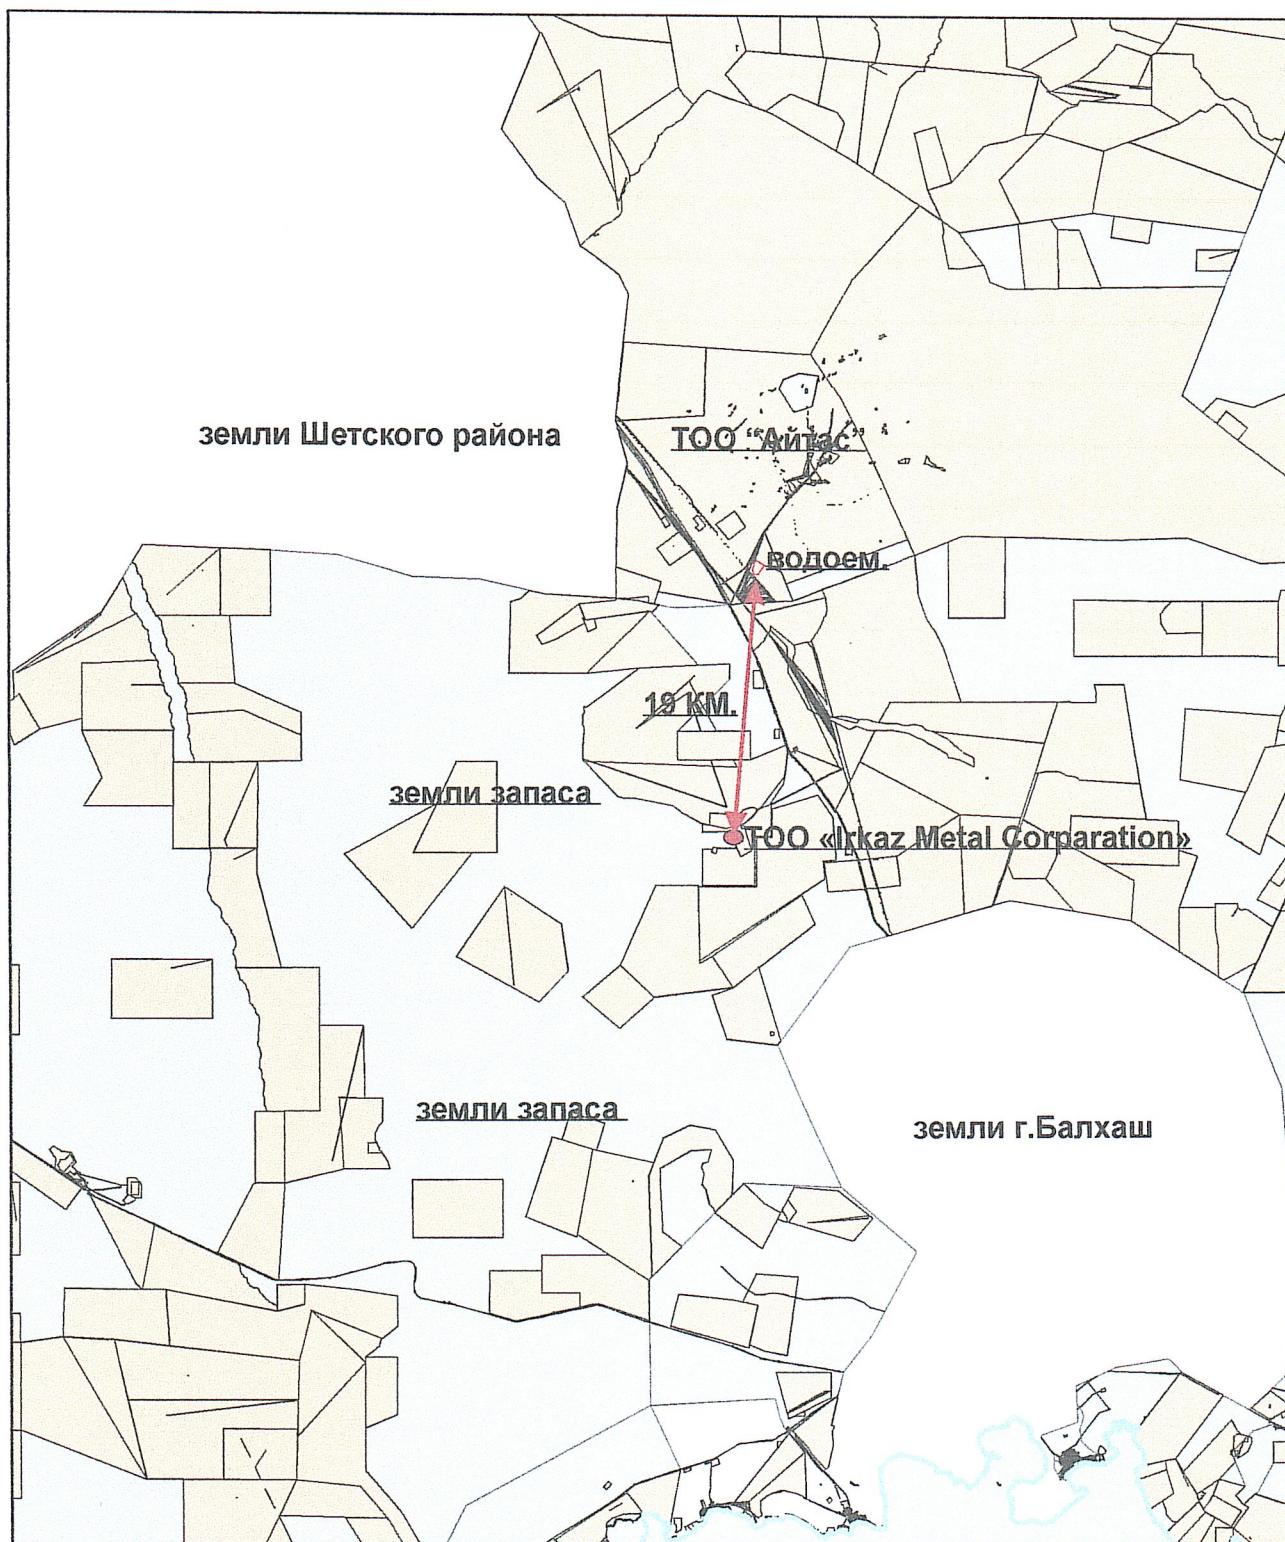 земли Шетского района
ТОО "Айтас"
водоем.
19 КМ.
земли запаса
ТОО «Irkaz Metal Corparation»
земли запаса
земли г.Балхаш